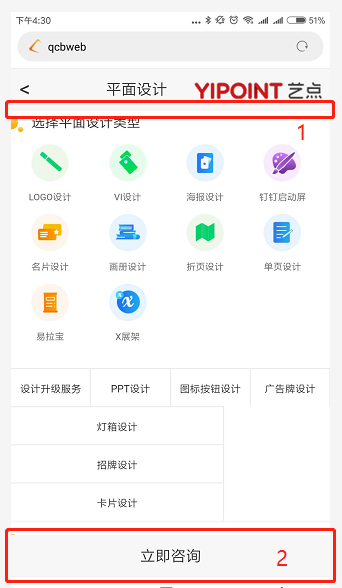 下午4:30 ... 51%
qcbweb
< 平面设计 YIPOINT 艺点
1
选择平面设计类型
LOGO设计 VI设计 海报设计 钉钉启动屏
名片设计 画册设计 折页设计 单页设计
易拉宝 X展架
设计升级服务 PPT设计 图标按钮设计 广告牌设计
灯箱设计
招牌设计
卡片设计
立即咨询 2